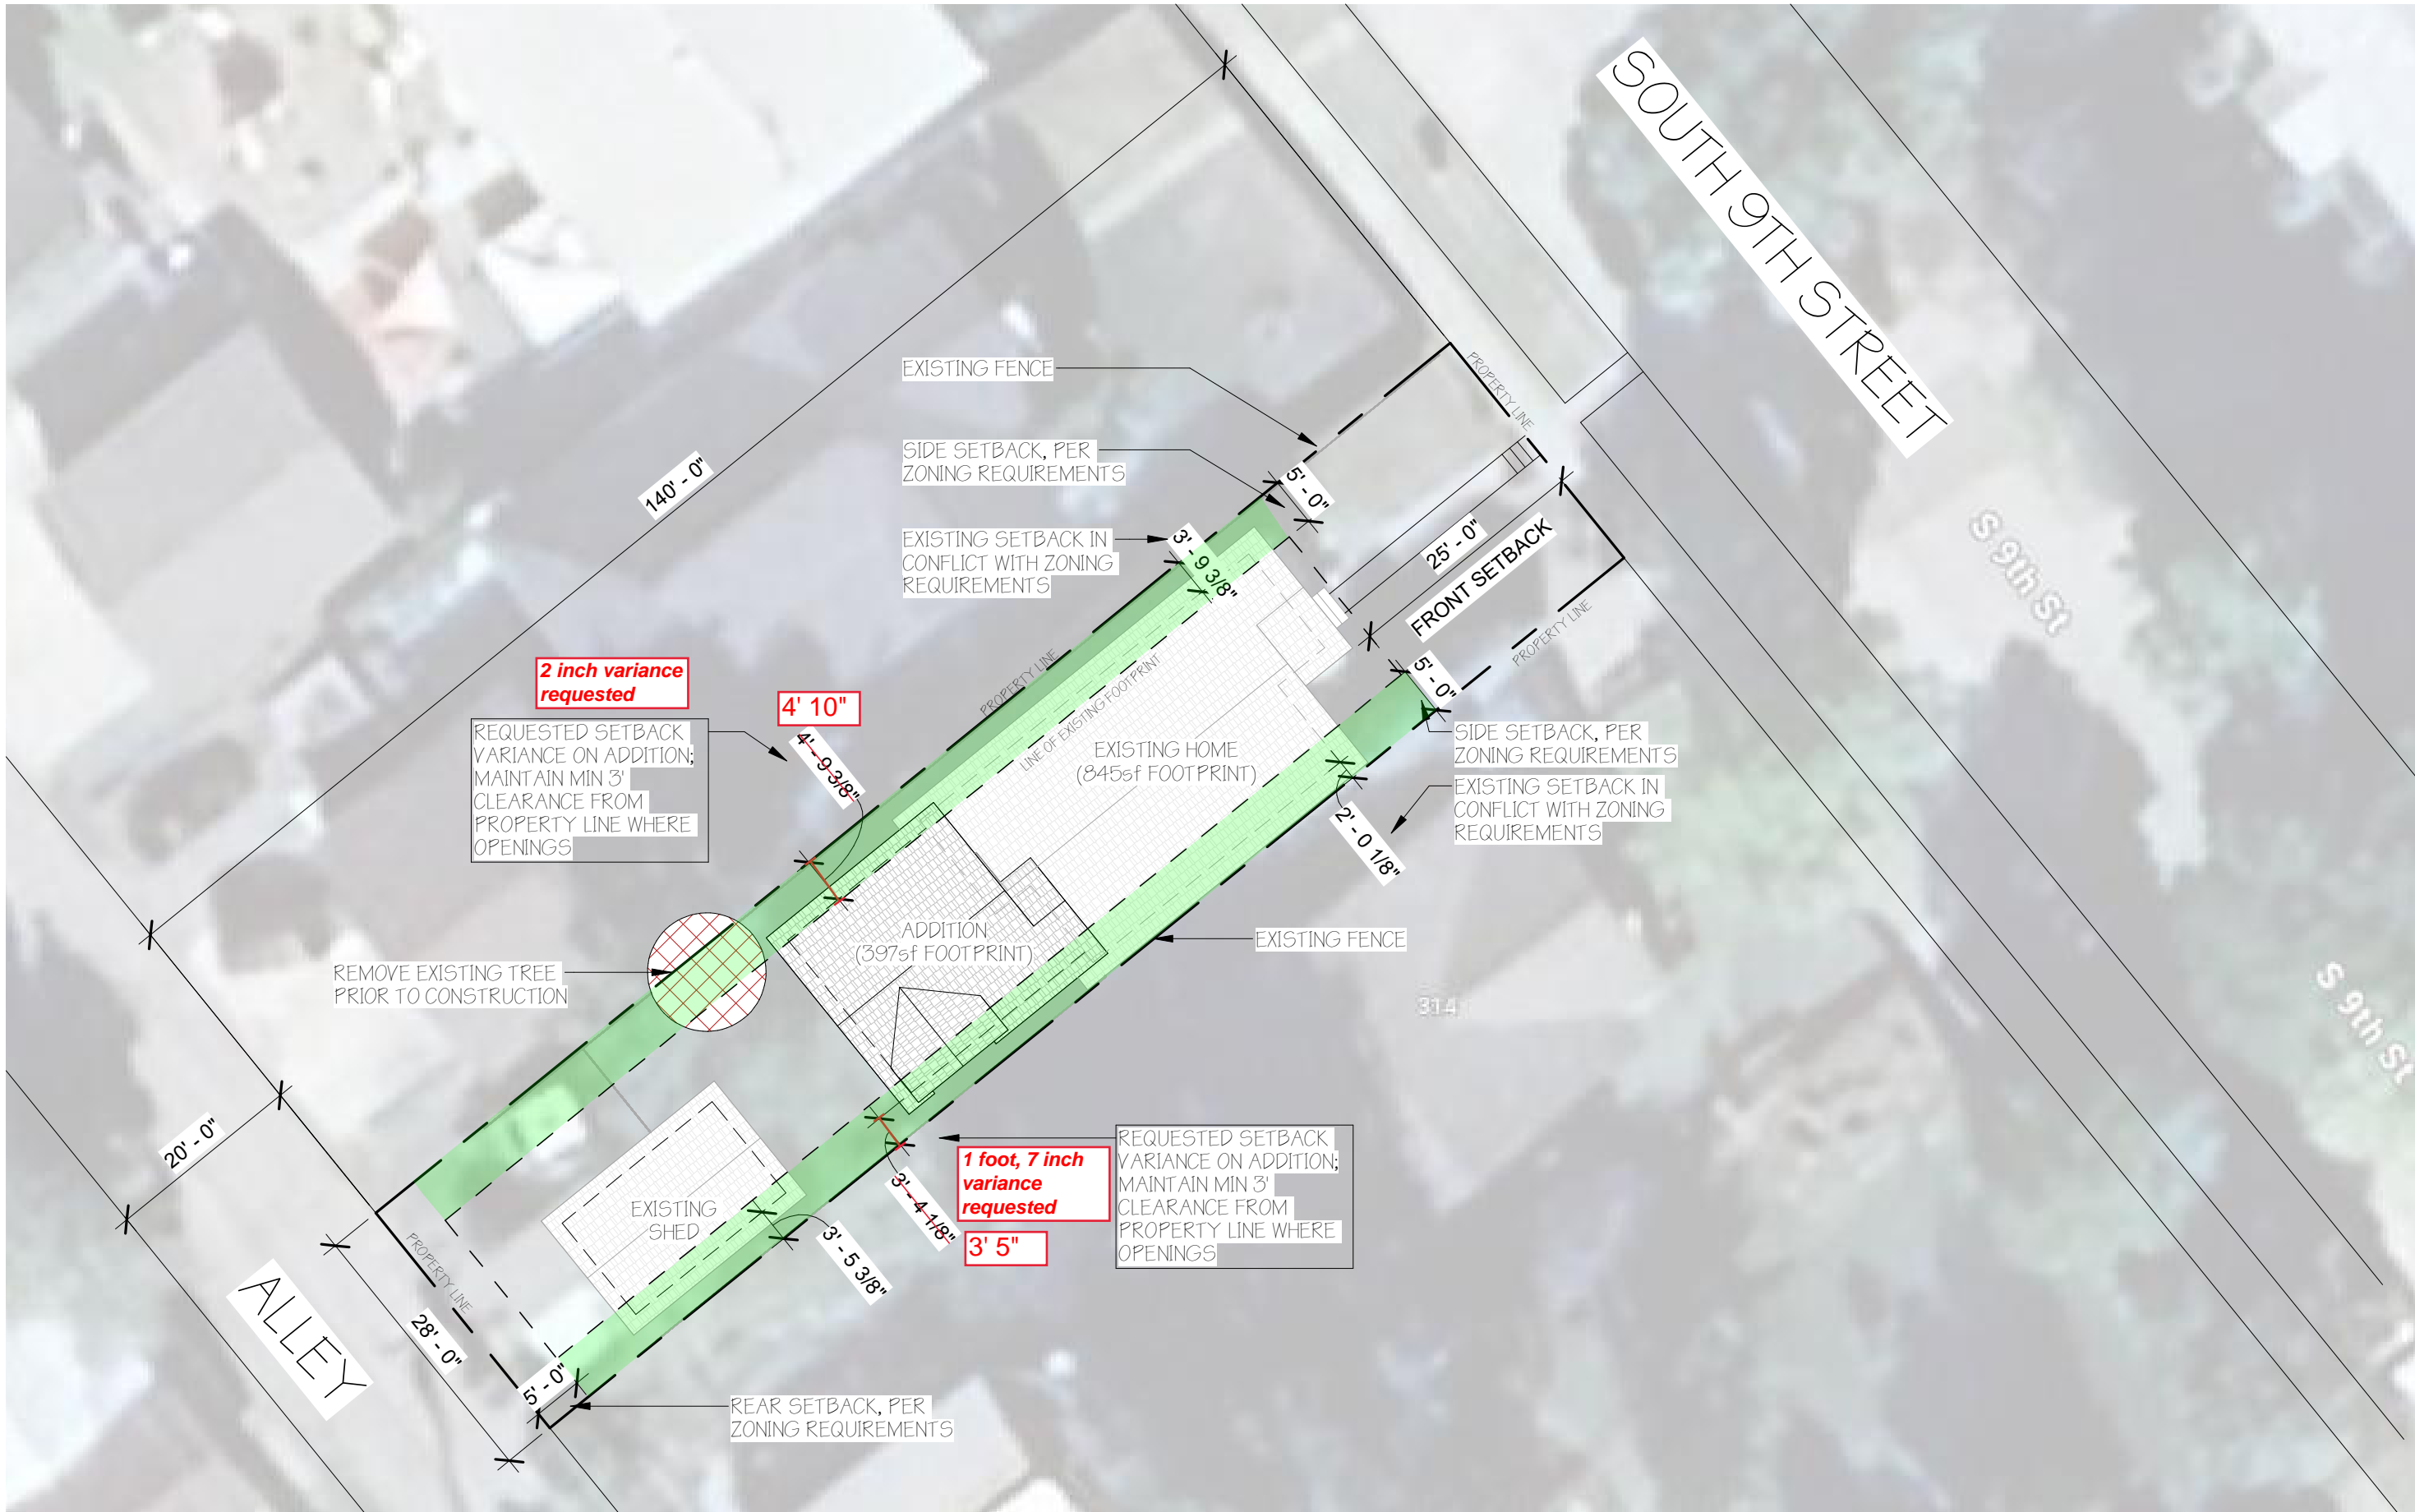 SOUTH 9TH STREET
140' - 0"
EXISTING FENCE
SIDE SETBACK, PER
ZONING REQUIREMENTS
EXISTING SETBACK IN
CONFLICT WITH ZONING
REQUIREMENTS
PROPERTY LINE
5' - 0"
3' - 9 3/8"
25' - 0"
FRONT SETBACK
S 9th St
PROPERTY LINE
5' - 0"
PROPERTY LINE
LINE OF EXISTING FOOTPRINT
2 inch variance
requested
4' 10"
4' - 9 3/8"
REQUESTED SETBACK
VARIANCE ON ADDITION;
MAINTAIN MIN 3'
CLEARANCE FROM
PROPERTY LINE WHERE
OPENINGS
EXISTING HOME
(845sf FOOTPRINT)
SIDE SETBACK, PER
ZONING REQUIREMENTS
EXISTING SETBACK IN
CONFLICT WITH ZONING
REQUIREMENTS
2' - 0 1/8"
ADDITION
(397sf FOOTPRINT)
EXISTING FENCE
REMOVE EXISTING TREE
PRIOR TO CONSTRUCTION
314
S 9th St
20' - 0"
EXISTING
SHED
3' - 4 1/8"
1 foot, 7 inch
variance
requested
3' 5"
REQUESTED SETBACK
VARIANCE ON ADDITION;
MAINTAIN MIN 3'
CLEARANCE FROM
PROPERTY LINE WHERE
OPENINGS
3' - 5 3/8"
PROPERTY LINE
ALLEY
28' - 0"
5' - 0"
REAR SETBACK, PER
ZONING REQUIREMENTS